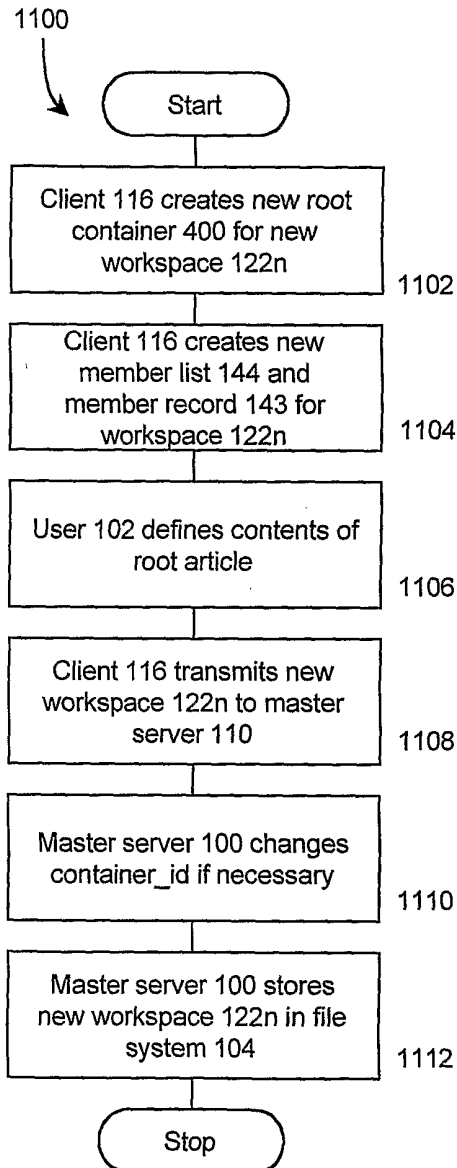 1100
Start
Client 116 creates new root
container 400 for new
workspace 122n
1102
Client 116 creates new
member list 144 and
member record 143 for
workspace 122n
1104
User 102 defines contents of
root article
1106
Client 116 transmits new
workspace 122n to master
server 110
1108
Master server 100 changes
container_id if necessary
1110
Master server 100 stores
new workspace 122n in file
system 104
1112
Stop